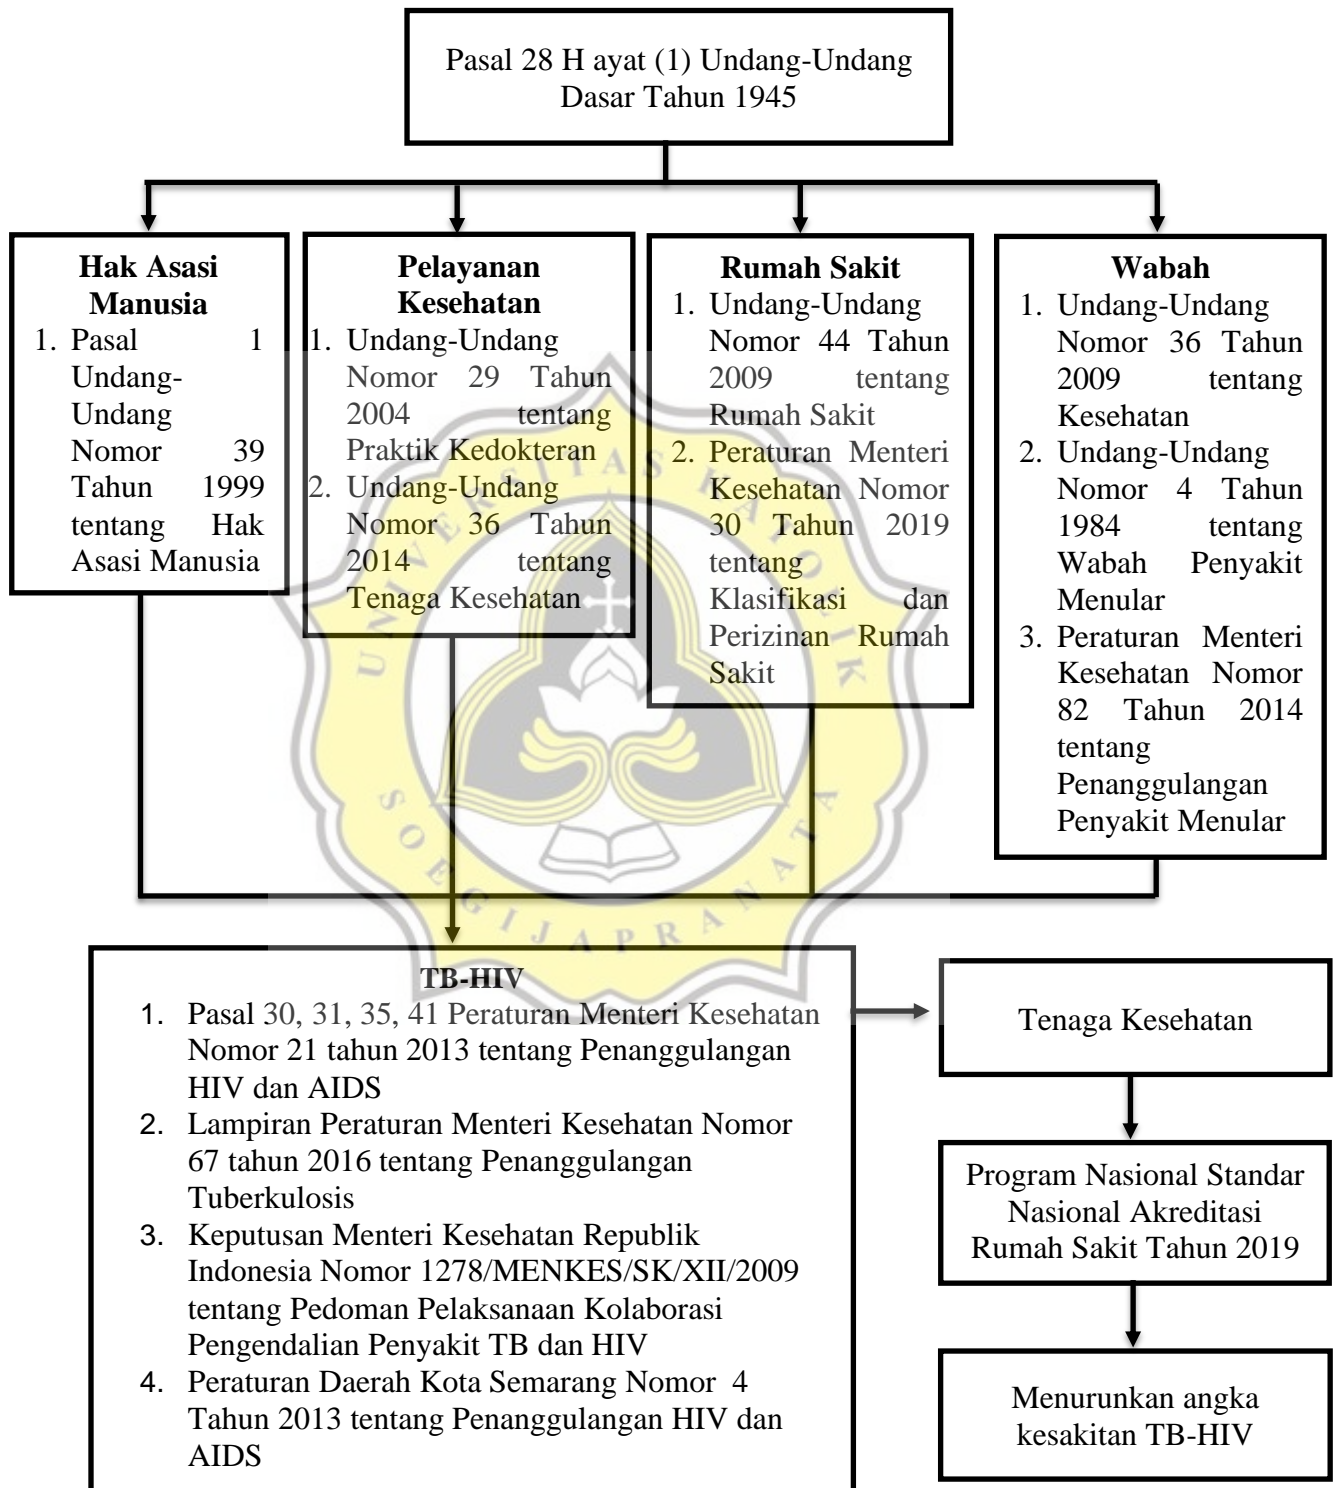 Pasal 28 H ayat (1) Undang-Undang
Dasar Tahun 1945
Hak Asasi
Manusia
1. Pasal 1
Undang-
Undang
Nomor 39
Tahun 1999
tentang Hak
Asasi Manusia
Pelayanan
Kesehatan
1. Undang-Undang
Nomor 29 Tahun
2004 tentang
Praktik Kedokteran
2. Undang-Undang
Nomor 36 Tahun
2014 tentang
Tenaga Kesehatan
Rumah Sakit
1. Undang-Undang
Nomor 44 Tahun
2009 tentang
Rumah Sakit
2. Peraturan Menteri
Kesehatan Nomor
30 Tahun 2019
tentang
Klasifikasi dan
Perizinan Rumah
Sakit
Wabah
1. Undang-Undang
Nomor 36 Tahun
2009 tentang
Kesehatan
2. Undang-Undang
Nomor 4 Tahun
1984 tentang
Wabah Penyakit
Menular
3. Peraturan Menteri
Kesehatan Nomor
82 Tahun 2014
tentang
Penanggulangan
Penyakit Menular
UNIVERSITAS KATOLIK
SOEGIJAPRANATA
TB-HIV
1. Pasal 30, 31, 35, 41 Peraturan Menteri Kesehatan
Nomor 21 tahun 2013 tentang Penanggulangan
HIV dan AIDS
2. Lampiran Peraturan Menteri Kesehatan Nomor
67 tahun 2016 tentang Penanggulangan
Tuberkulosis
3. Keputusan Menteri Kesehatan Republik
Indonesia Nomor 1278/MENKES/SK/XII/2009
tentang Pedoman Pelaksanaan Kolaborasi
Pengendalian Penyakit TB dan HIV
4. Peraturan Daerah Kota Semarang Nomor 4
Tahun 2013 tentang Penanggulangan HIV dan
AIDS
Tenaga Kesehatan
Program Nasional Standar
Nasional Akreditasi
Rumah Sakit Tahun 2019
Menurunkan angka
kesakitan TB-HIV